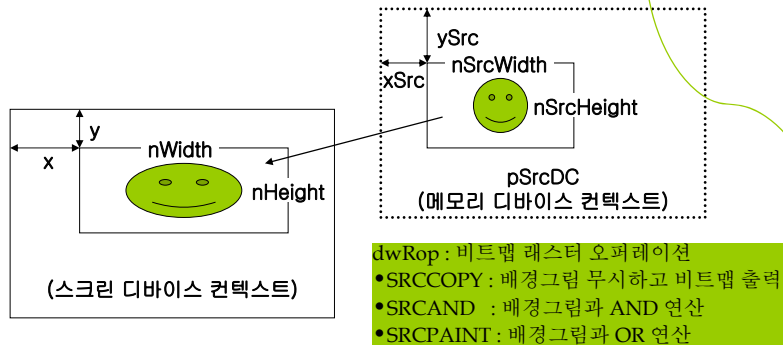 ySrc
xSrc
nSrcWidth
nSrcHeight
pSrcDC
(메모리 디바이스 컨텍스트)
y
x
nWidth
nHeight
(스크린 디바이스 컨텍스트)
dwRop : 비트맵 래스터 오퍼레이션
•SRCCOPY : 배경그림 무시하고 비트맵 출력
•SRCAND : 배경그림과 AND 연산
•SRCPAINT : 배경그림과 OR 연산